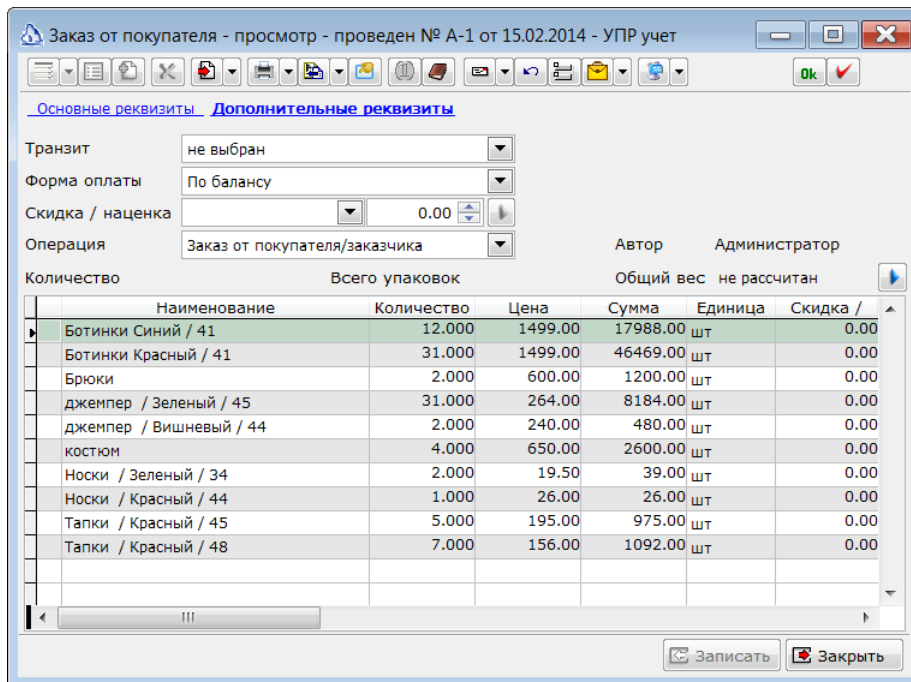 Заказ от покупателя - просмотр - проведен № А-1 от 15.02.2014 - УПР учет
Ok
Основные реквизиты Дополнительные реквизиты
Транзит не выбран
Форма оплаты По балансу
Скидка / наценка 0.00
Операция Заказ от покупателя/заказчика Автор Администратор
Количество Всего упаковок Общий вес не рассчитан
Наименование Количество Цена Сумма Единица Скидка /
Ботинки Синий / 41 12.000 1499.00 17988.00 шт 0.00
Ботинки Красный / 41 31.000 1499.00 46469.00 шт 0.00
Брюки 2.000 600.00 1200.00 шт 0.00
джемпер / Зеленый / 45 31.000 264.00 8184.00 шт 0.00
джемпер / Вишневый / 44 2.000 240.00 480.00 шт 0.00
костюм 4.000 650.00 2600.00 шт 0.00
Носки / Зеленый / 34 2.000 19.50 39.00 шт 0.00
Носки / Красный / 44 1.000 26.00 26.00 шт 0.00
Тапки / Красный / 45 5.000 195.00 975.00 шт 0.00
Тапки / Красный / 48 7.000 156.00 1092.00 шт 0.00
Записать Закрыть